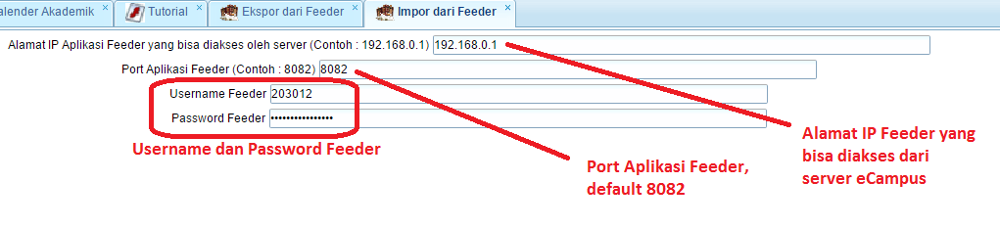 alender Akademik × Tutorial × Ekspor dari Feeder × Impor dari Feeder ×
Alamat IP Aplikasi Feeder yang bisa diakses oleh server (Contoh : 192.168.0.1) 192.168.0.1
Port Aplikasi Feeder (Contoh : 8082) 8082
Username Feeder 203012
Password Feeder ••••••••••••••••
Username dan Password Feeder
Port Aplikasi Feeder,
default 8082
Alamat IP Feeder yang
bisa diakses dari
server eCampus